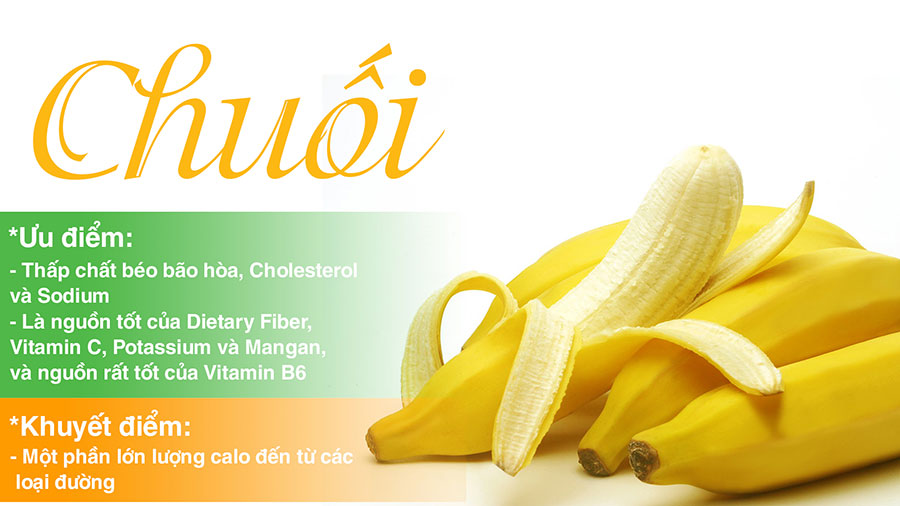 Chuối
*Ưu điểm:
- Thấp chất béo bão hòa, Cholesterol
và Sodium
- Là nguồn tốt của Dietary Fiber,
Vitamin C, Potassium và Mangan,
và nguồn rất tốt của Vitamin B6
*Khuyết điểm:
- Một phần lớn lượng calo đến từ các
loại đường